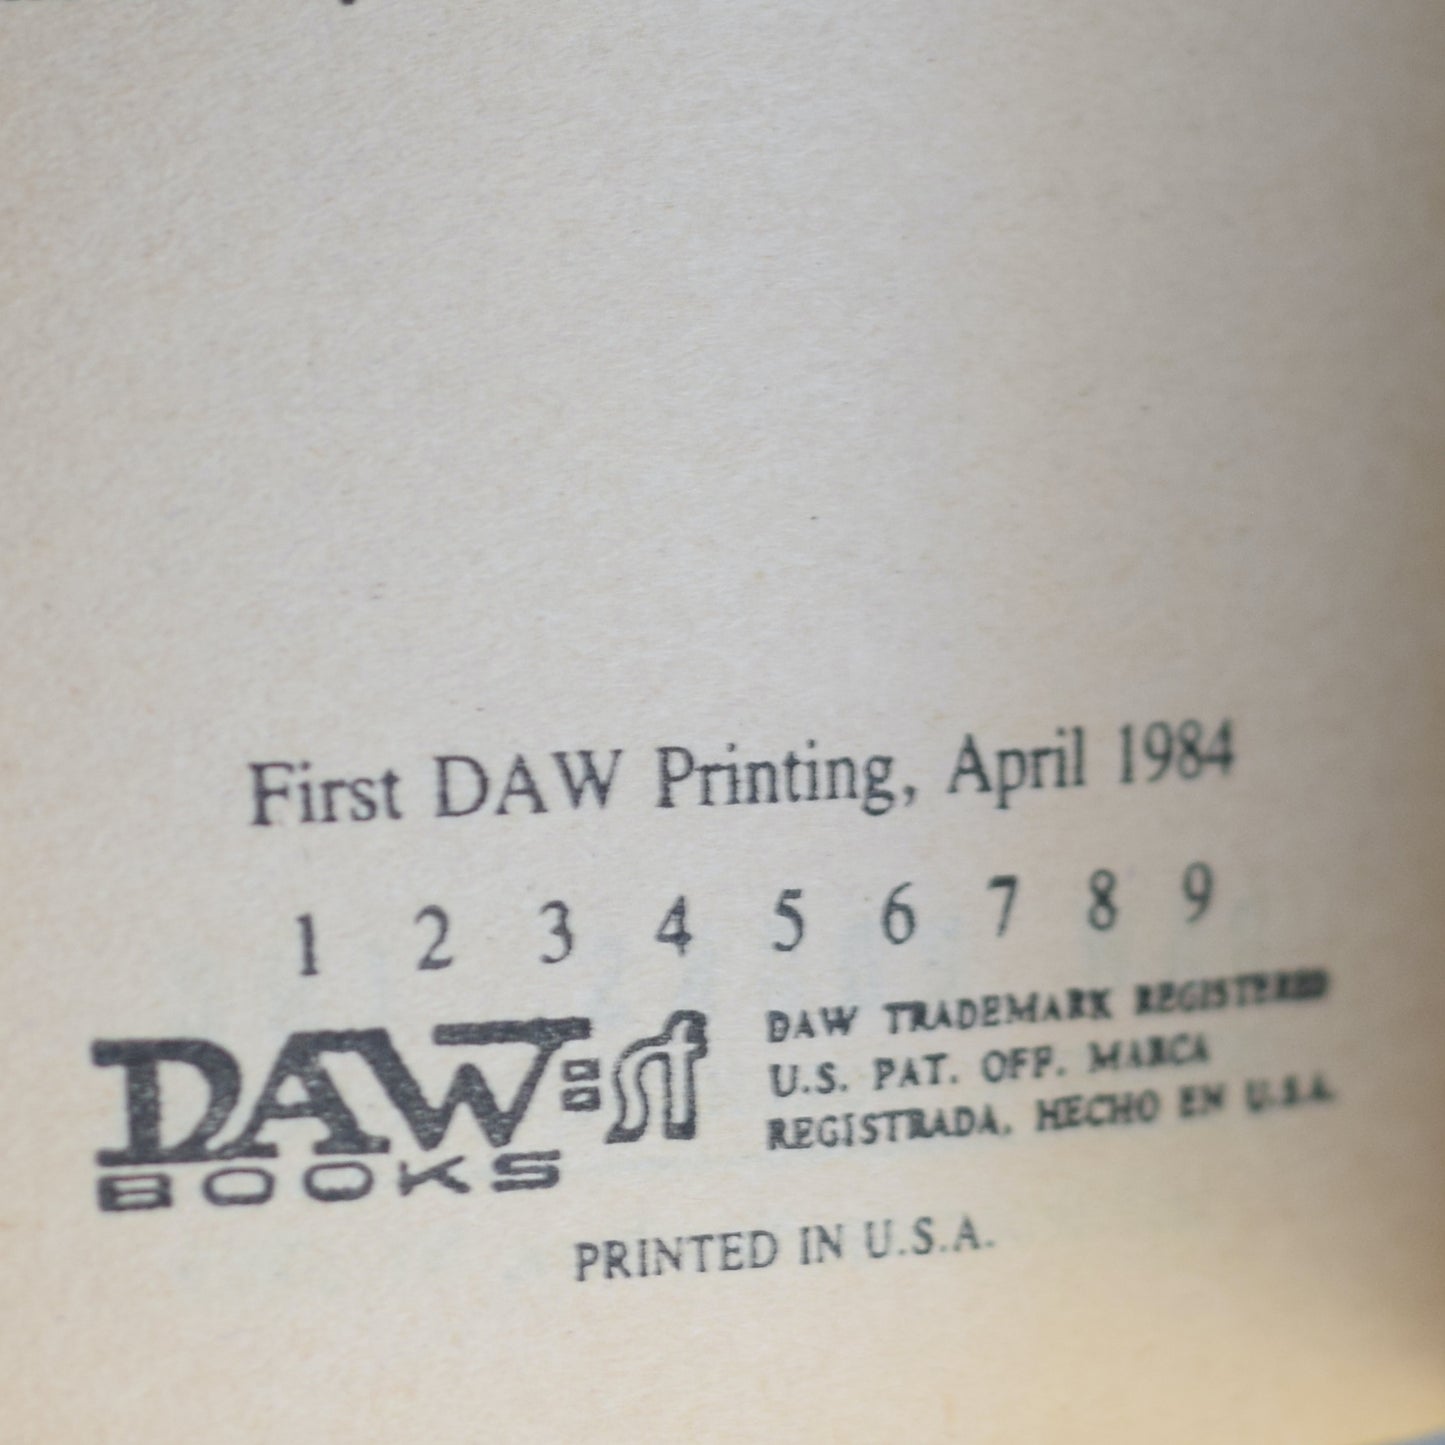 First DAW Printing, April 1984
1 2 3 4 5 6 7 8 9
DAW sf
BOOKS
DAW TRADEMARK REGISTERED
U.S. PAT. OFF. MARCA
REGISTRADA. HECHO EN U.S.A.
PRINTED IN U.S.A.